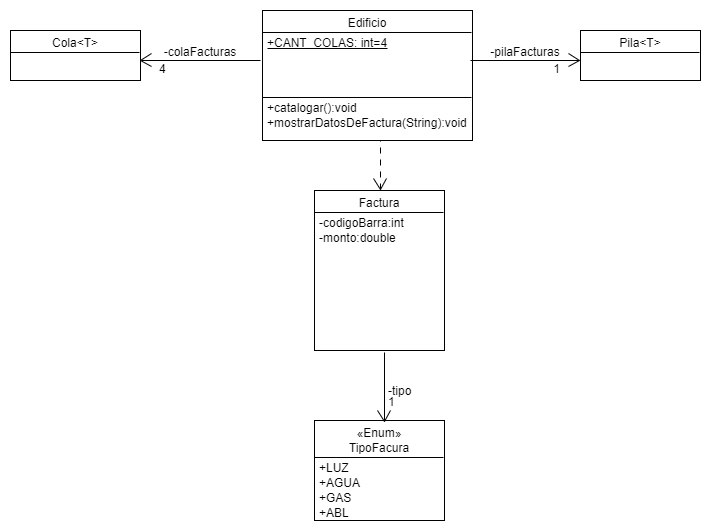 Edificio
+CANT_COLAS: int=4
+catalogar():void
+mostrarDatosDeFactura(String):void
Cola<T>
-colaFacturas
4
-pilaFacturas
1
Pila<T>
Factura
-codigoBarra:int
-monto:double
-tipo
1
«Enum»
TipoFacura
+LUZ
+AGUA
+GAS
+ABL